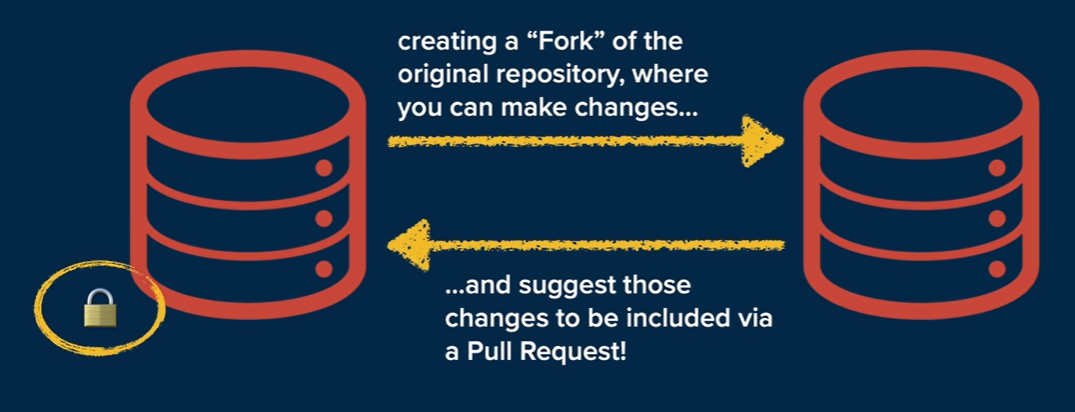 creating a “Fork” of the
original repository, where
you can make changes...
...and suggest those
changes to be included via
a Pull Request!